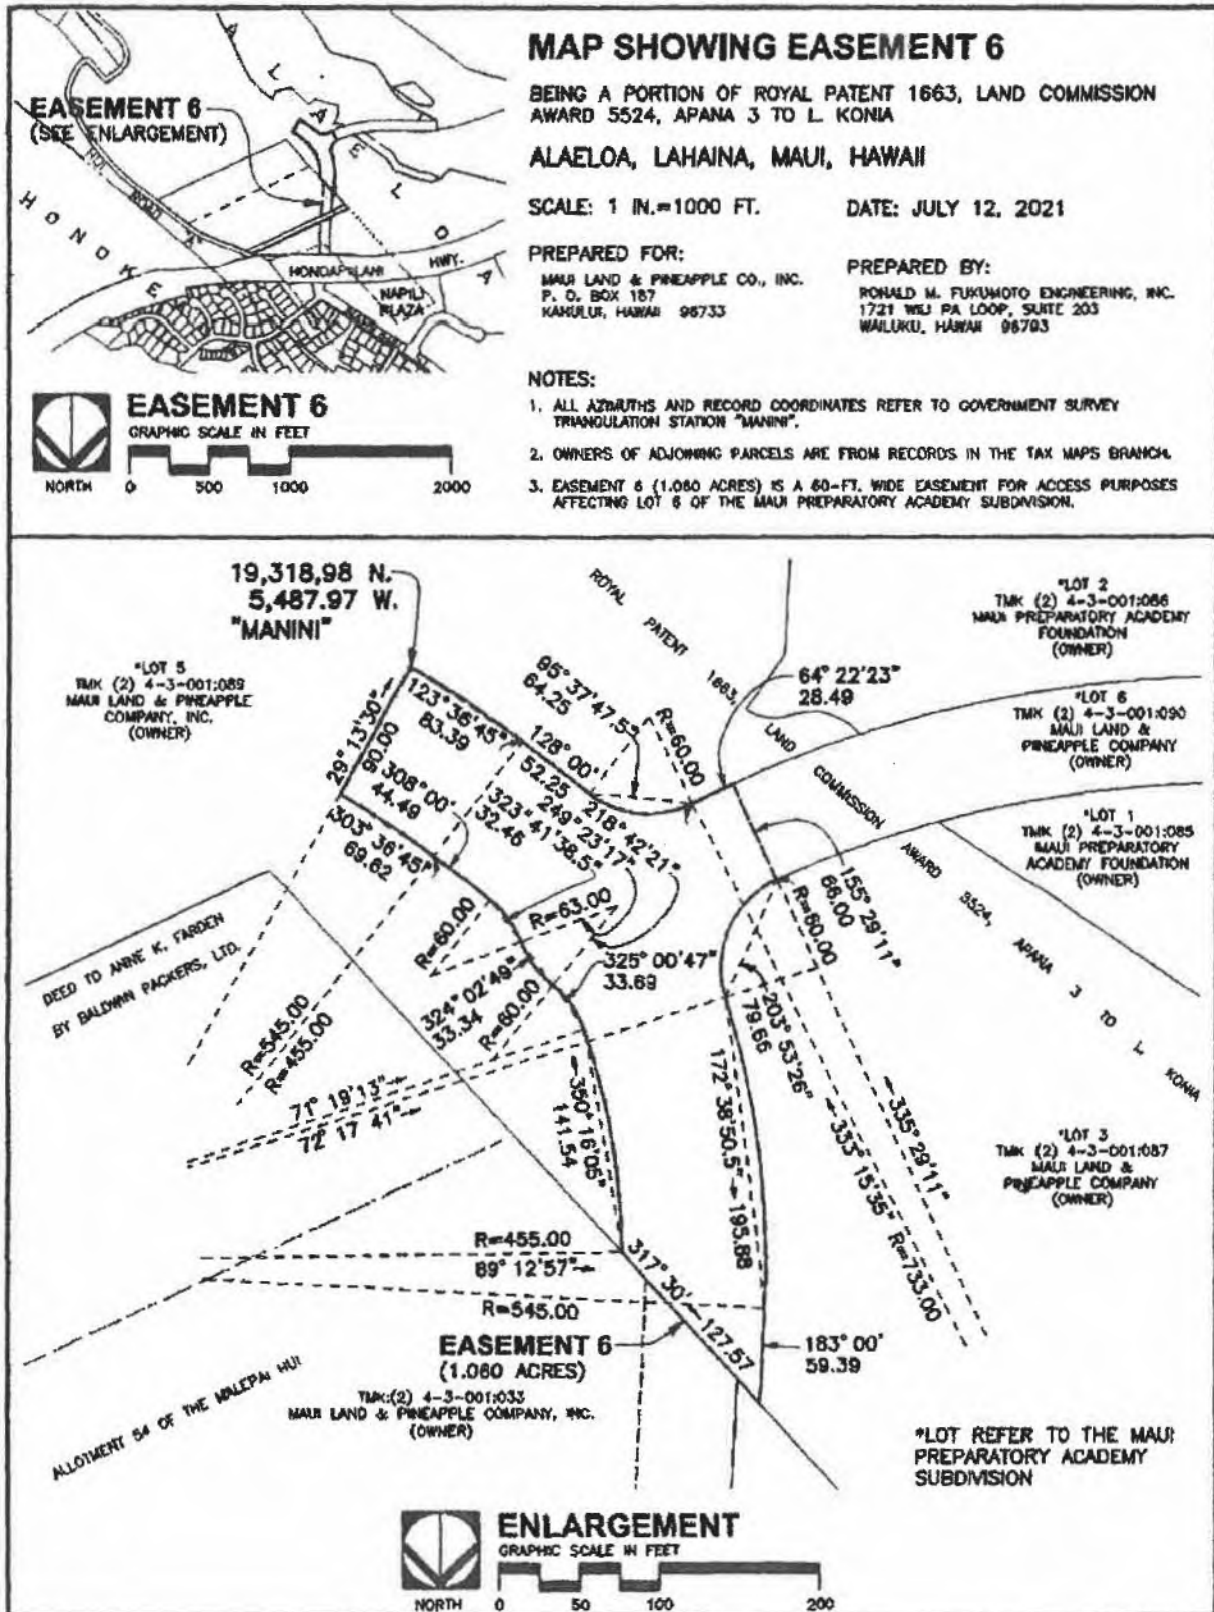 MAP SHOWING EASEMENT 6
BEING A PORTION OF ROYAL PATENT 1663, LAND COMMISSION
AWARD 5524, APANA 3 TO L. KONIA
ALAELOA, LAHAINA, MAUI, HAWAII
SCALE: 1 IN.=1000 FT.
DATE: JULY 12, 2021
PREPARED FOR:
MAUI LAND & PINEAPPLE CO., INC.
P. O. BOX 187
KAHULUI, HAWAII 96733
PREPARED BY:
RONALD M. FUKUMOTO ENGINEERING, INC.
1721 WILI PA LOOP, SUITE 203
WAILUKU, HAWAII 96793
NOTES:
1. ALL AZIMUTHS AND RECORD COORDINATES REFER TO GOVERNMENT SURVEY
TRIANGULATION STATION "MANINI".
2. OWNERS OF ADJOINING PARCELS ARE FROM RECORDS IN THE TAX MAPS BRANCH.
3. EASEMENT 6 (1.060 ACRES) IS A 60-FT. WIDE EASEMENT FOR ACCESS PURPOSES
AFFECTING LOT 6 OF THE MAUI PREPARATORY ACADEMY SUBDIVISION.
EASEMENT 6
(SEE ENLARGEMENT)
ALAELOA
HONOKE
ROAD "A"
HONOAPIILANI HWY.
NAPILI
PLAZA
EASEMENT 6
GRAPHIC SCALE IN FEET
NORTH
0 500 1000 2000
19,318,98 N.
5,487.97 W.
"MANINI"
*LOT 5
TMK (2) 4-3-001:089
MAUI LAND & PINEAPPLE
COMPANY, INC.
(OWNER)
ROYAL PATENT 1663, LAND COMMISSION AWARD 5524, APANA 3 TO L KONIA
*LOT 2
TMK (2) 4-3-001:086
MAUI PREPARATORY ACADEMY
FOUNDATION
(OWNER)
*LOT 6
TMK (2) 4-3-001:090
MAUI LAND &
PINEAPPLE COMPANY
(OWNER)
*LOT 1
TMK (2) 4-3-001:085
MAUI PREPARATORY
ACADEMY FOUNDATION
(OWNER)
*LOT 3
TMK (2) 4-3-001:087
MAUI LAND &
PINEAPPLE COMPANY
(OWNER)
29° 13'30"
90.00
123° 36'45"
83.39
128° 00'
52.25
95° 37'47.5"
64.25
R=60.00
64° 22'23"
28.49
308° 00'
44.49
303° 36'45"
69.62
323° 41'38.5"
32.46
249° 23'17"
218° 42'21"
R=63.00
R=60.00
325° 00'47"
33.69
324° 02'49"
33.34
R=60.00
R=60.00
155° 29'11"
66.00
203° 53'26"
79.66
335° 29'11"
333° 15'35" R=733.00
DEED TO ANNE K. FARDEN
BY BALDWIN PACKERS, LTD.
R=545.00
R=455.00
71° 19'13"
72° 17 41"
350° 16'05"
141.54
172° 38'50.5" 195.88
R=455.00
89° 12'57"
R=545.00
317° 30' 127.57
183° 00'
59.39
EASEMENT 6
(1.060 ACRES)
TMK:(2) 4-3-001:033
MAUI LAND & PINEAPPLE COMPANY, INC.
(OWNER)
ALLOTMENT 54 OF THE MAILEPAI HUI
*LOT REFER TO THE MAUI
PREPARATORY ACADEMY
SUBDIVISION
ENLARGEMENT
GRAPHIC SCALE IN FEET
NORTH
0 50 100 200